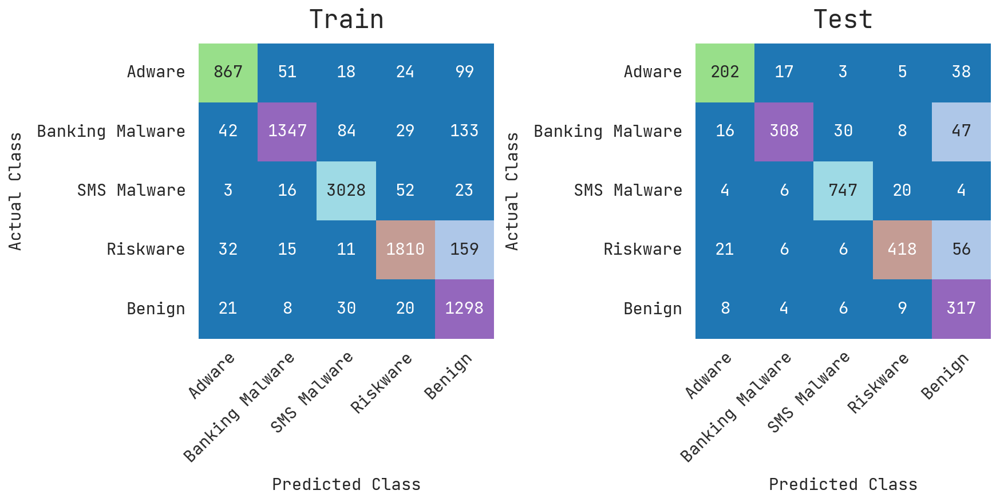 Train
Actual Class
Adware 867 51 18 24 99
Banking Malware 42 1347 84 29 133
SMS Malware 3 16 3028 52 23
Riskware 32 15 11 1810 159
Benign 21 8 30 20 1298
Adware
Banking Malware
SMS Malware
Riskware
Benign
Predicted Class
Test
Actual Class
Adware 202 17 3 5 38
Banking Malware 16 308 30 8 47
SMS Malware 4 6 747 20 4
Riskware 21 6 6 418 56
Benign 8 4 6 9 317
Adware
Banking Malware
SMS Malware
Riskware
Benign
Predicted Class